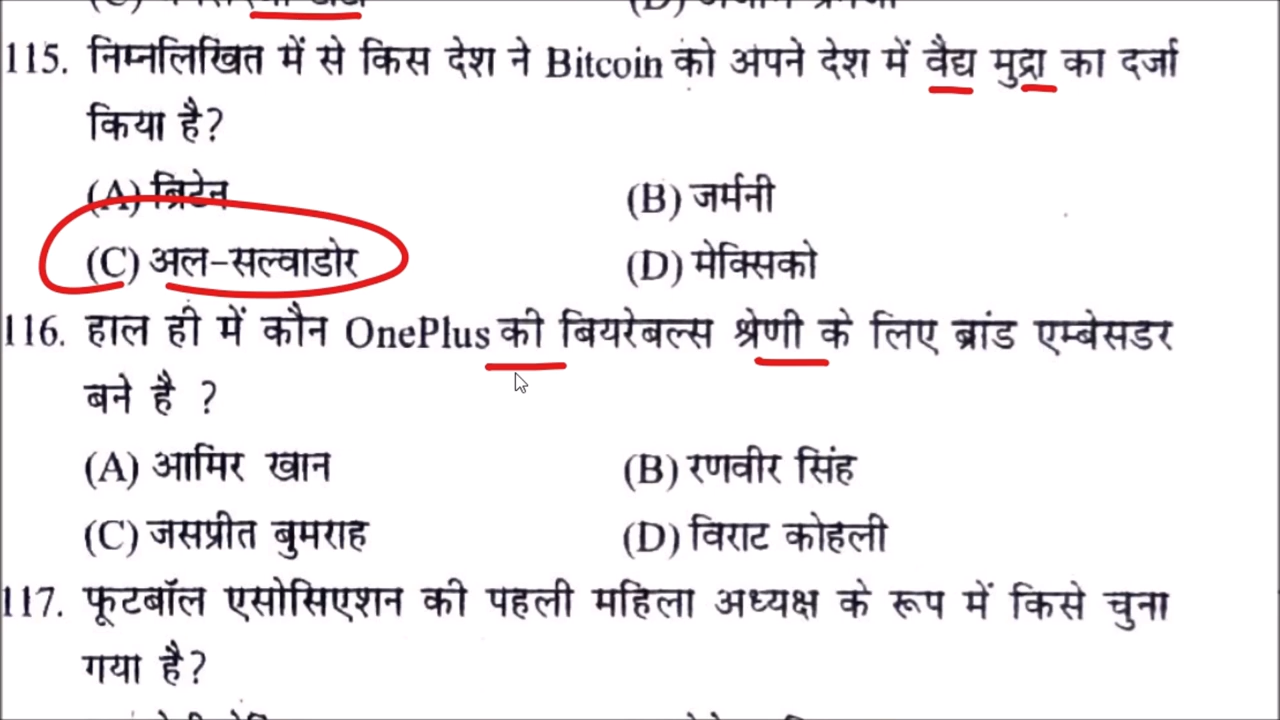 115. निम्नलिखित में से किस देश ने Bitcoin को अपने देश में वैद्य मुद्रा का दर्जा
किया है?
(A) ब्रिटेन (B) जर्मनी
(C) अल-सल्वाडोर (D) मेक्सिको
116. हाल ही में कौन OnePlus की बियरेबल्स श्रेणी के लिए ब्रांड एम्बेसडर
बने है ?
(A) आमिर खान (B) रणवीर सिंह
(C) जसप्रीत बुमराह (D) विराट कोहली
117. फूटबॉल एसोसिएशन की पहली महिला अध्यक्ष के रूप में किसे चुना
गया है?